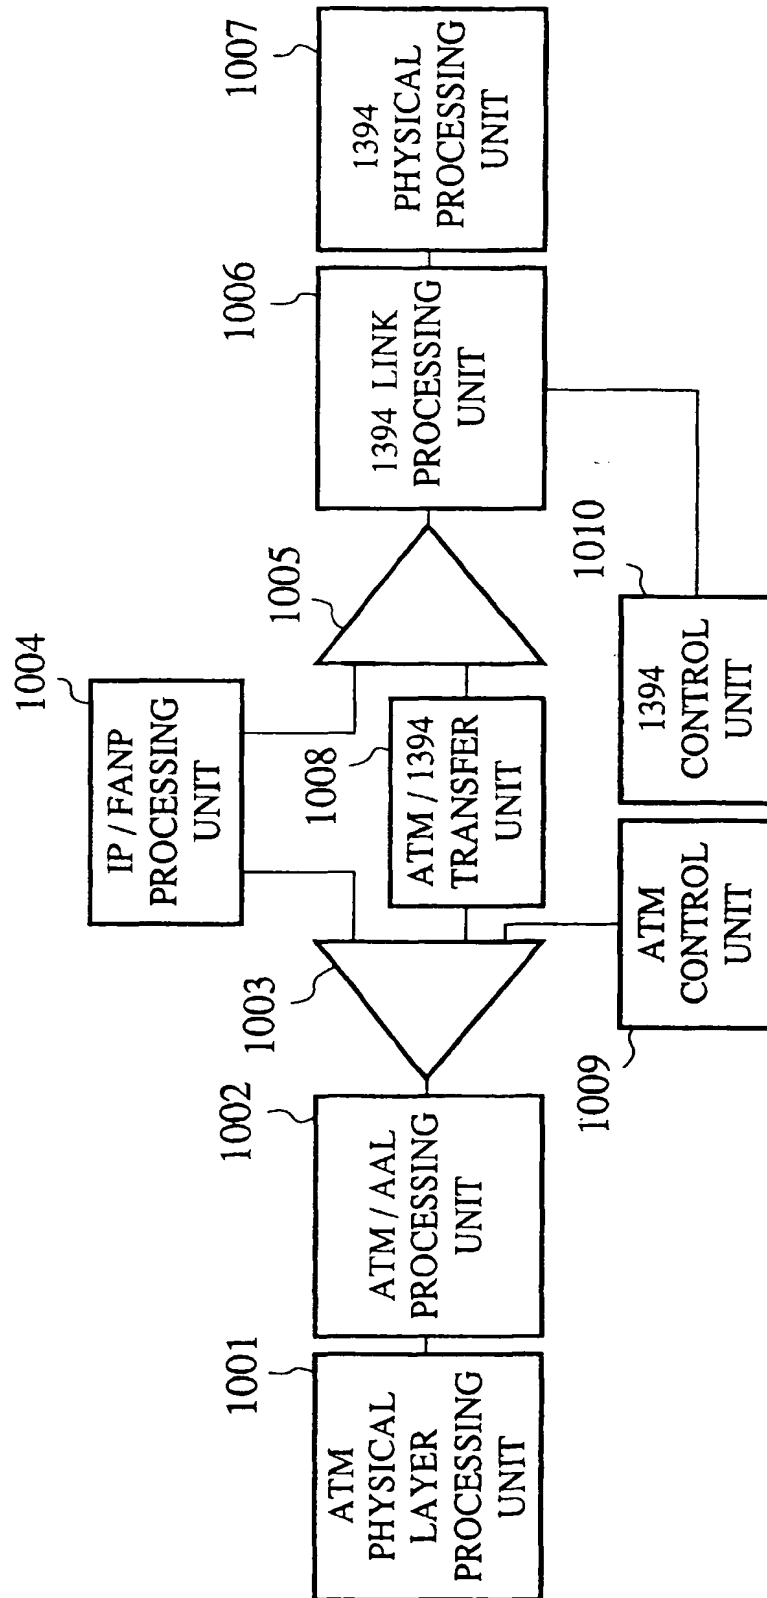 1004
IP / FANP
PROCESSING
UNIT
1001
ATM
PHYSICAL
LAYER
PROCESSING
UNIT
1002
ATM / AAL
PROCESSING
UNIT
1003
1008
ATM / 1394
TRANSFER
UNIT
1005
1006
1394 LINK
PROCESSING
UNIT
1007
1394
PHYSICAL
PROCESSING
UNIT
1009
ATM
CONTROL
UNIT
1010
1394
CONTROL
UNIT